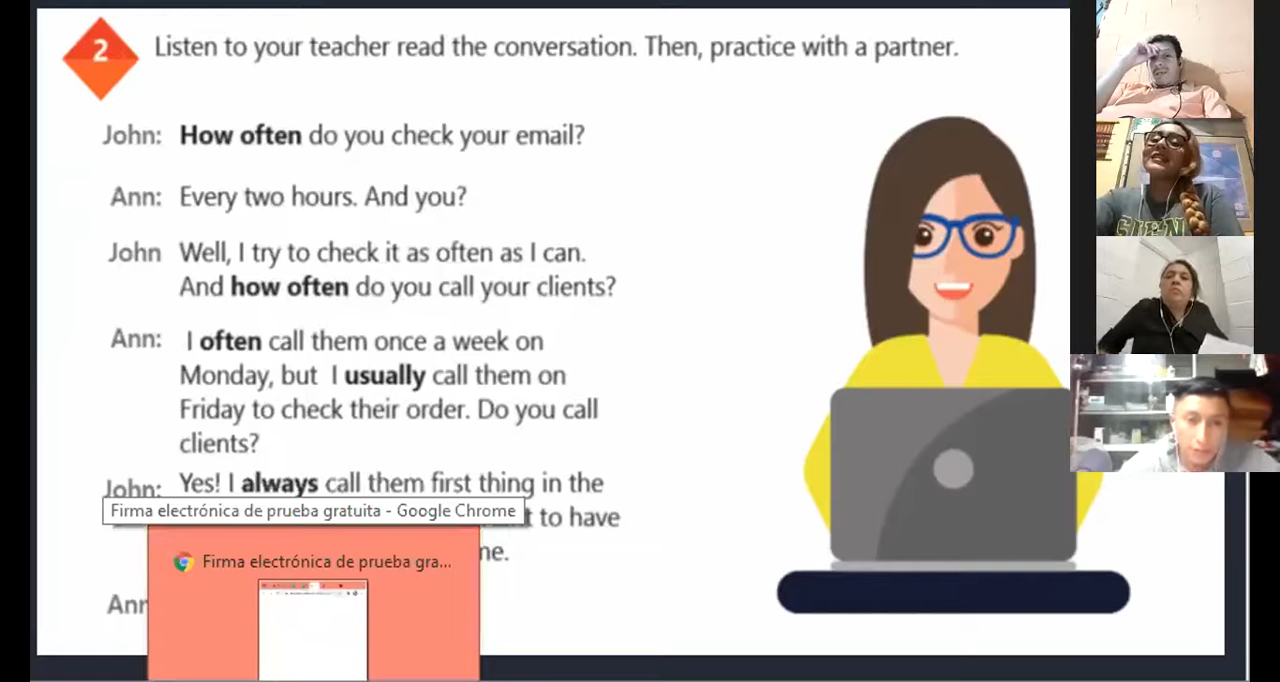 2
Listen to your teacher read the conversation. Then, practice with a partner.
John: How often do you check your email?
Ann: Every two hours. And you?
John Well, I try to check it as often as I can.
And how often do you call your clients?
Ann: I often call them once a week on
Monday, but I usually call them on
Friday to check their order. Do you call
clients?
John: Yes! I always call them first thing in the
Firma electrónica de prueba gratuita - Google Chrome
t to have
Firma electrónica de prueba gra...
ne.
Ann